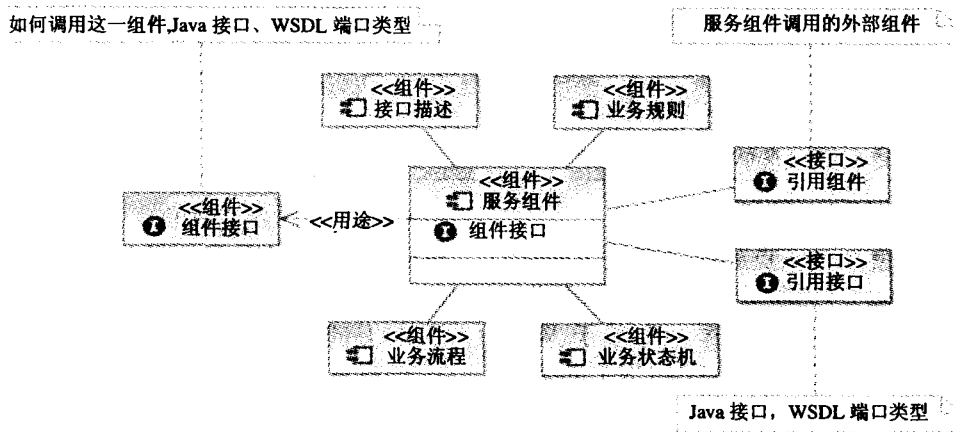 如何调用这一组件,Java 接口、WSDL 端口类型
服务组件调用的外部组件
<<组件>>
接口描述
<<组件>>
业务规则
<<组件>>
组件接口
<<用途>>
<<组件>>
服务组件
组件接口
<<接口>>
引用组件
<<接口>>
引用接口
<<组件>>
业务流程
<<组件>>
业务状态机
Java 接口，WSDL 端口类型